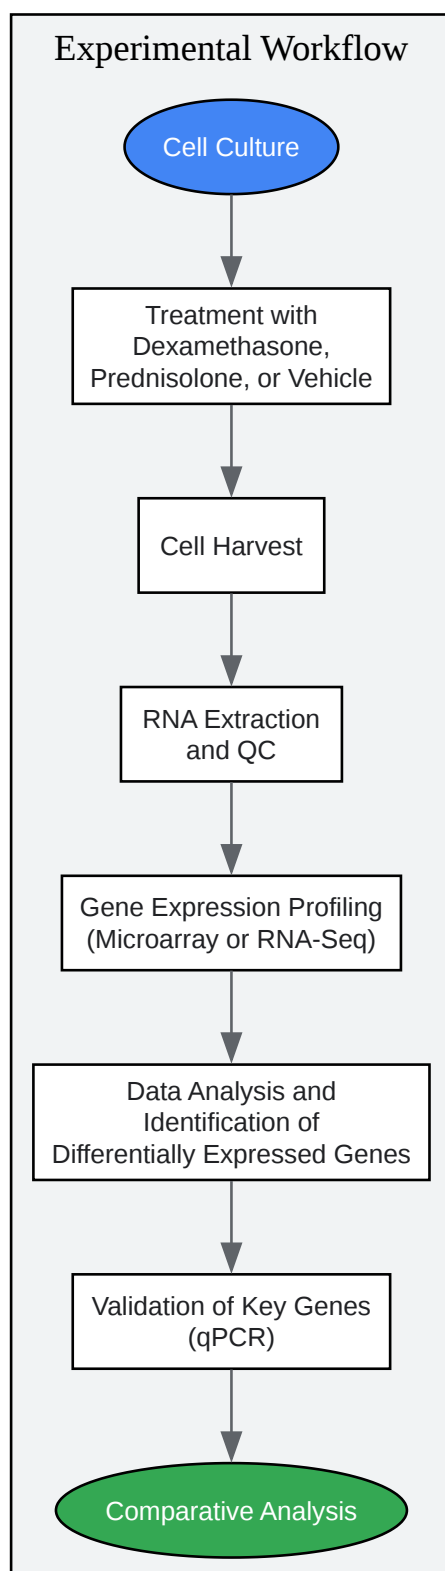 Experimental Workflow
Cell Culture
Treatment with
Dexamethasone,
Prednisolone, or Vehicle
Cell Harvest
RNA Extraction
and QC
Gene Expression Profiling
(Microarray or RNA-Seq)
Data Analysis and
Identification of
Differentially Expressed Genes
Validation of Key Genes
(qPCR)
Comparative Analysis